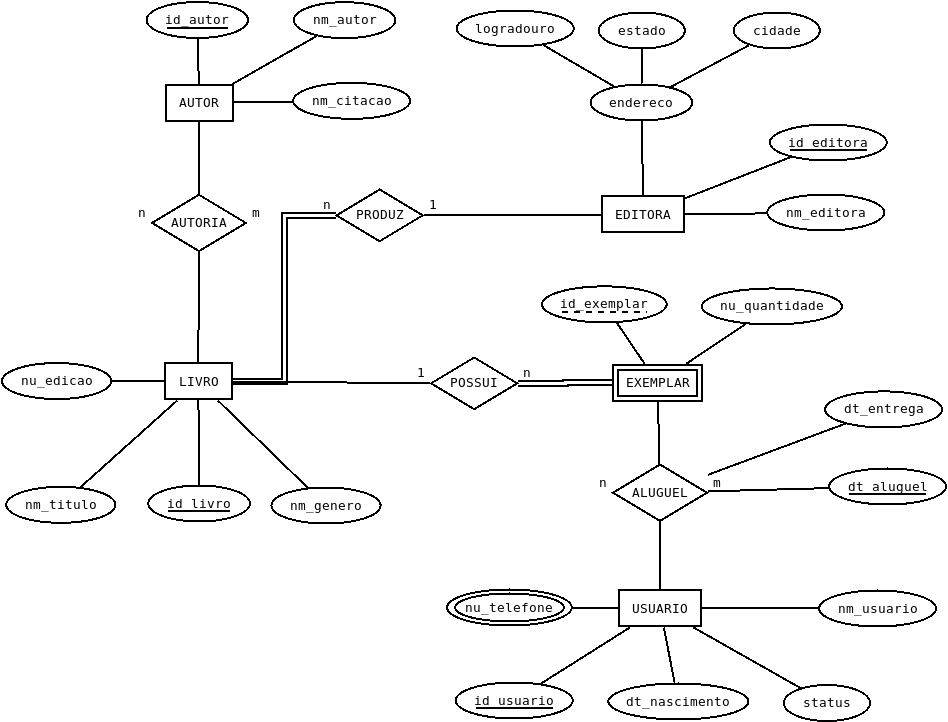 id_autor
nm_autor
logradouro
estado
cidade
AUTOR
nm_citacao
endereco
id_editora
AUTORIA
n
m
n
PRODUZ
1
EDITORA
nm_editora
id_exemplar
nu_quantidade
nu_edicao
LIVRO
1
POSSUI
n
EXEMPLAR
dt_entrega
nm_titulo
id_livro
nm_genero
n
ALUGUEL
m
dt_aluguel
nu_telefone
USUARIO
nm_usuario
id_usuario
dt_nascimento
status